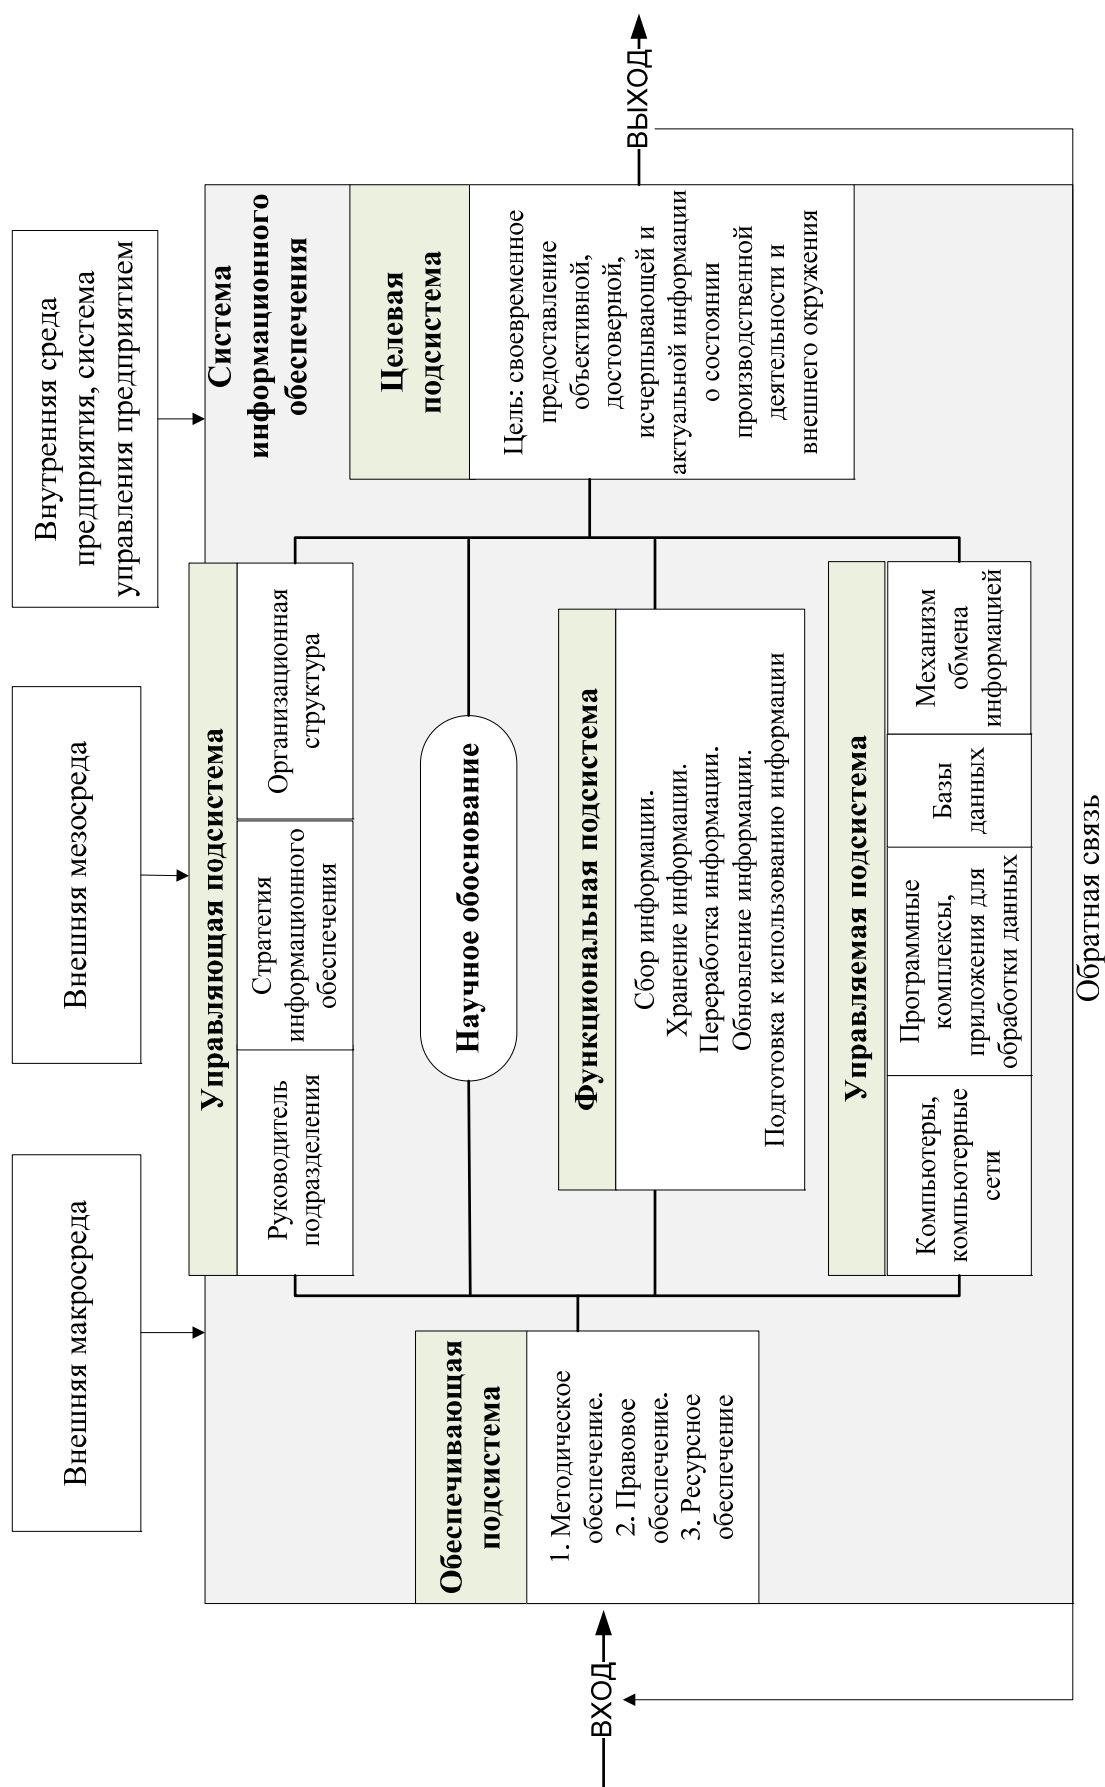 Внешняя макросреда
Внешняя мезосреда
Внутренняя среда
предприятия, система
управления предприятием
Система
информационного
обеспечения
Управляющая подсистема
Руководитель
подразделения
Стратегия
информационного
обеспечения
Организационная
структура
Обеспечивающая
подсистема
1. Методическое
обеспечение.
2. Правовое
обеспечение.
3. Ресурсное
обеспечение
Научное обоснование
Целевая
подсистема
Цель: своевременное
предоставление
объективной,
достоверной,
исчерпывающей и
актуальной информации
о состоянии
производственной
деятельности и
внешнего окружения
Функциональная подсистема
Сбор информации.
Хранение информации.
Переработка информации.
Обновление информации.
Подготовка к использованию информации
ВХОД
ВЫХОД
Управляемая подсистема
Компьютеры,
компьютерные
сети
Программные
комплексы,
приложения для
обработки данных
Базы
данных
Механизм
обмена
информацией
Обратная связь